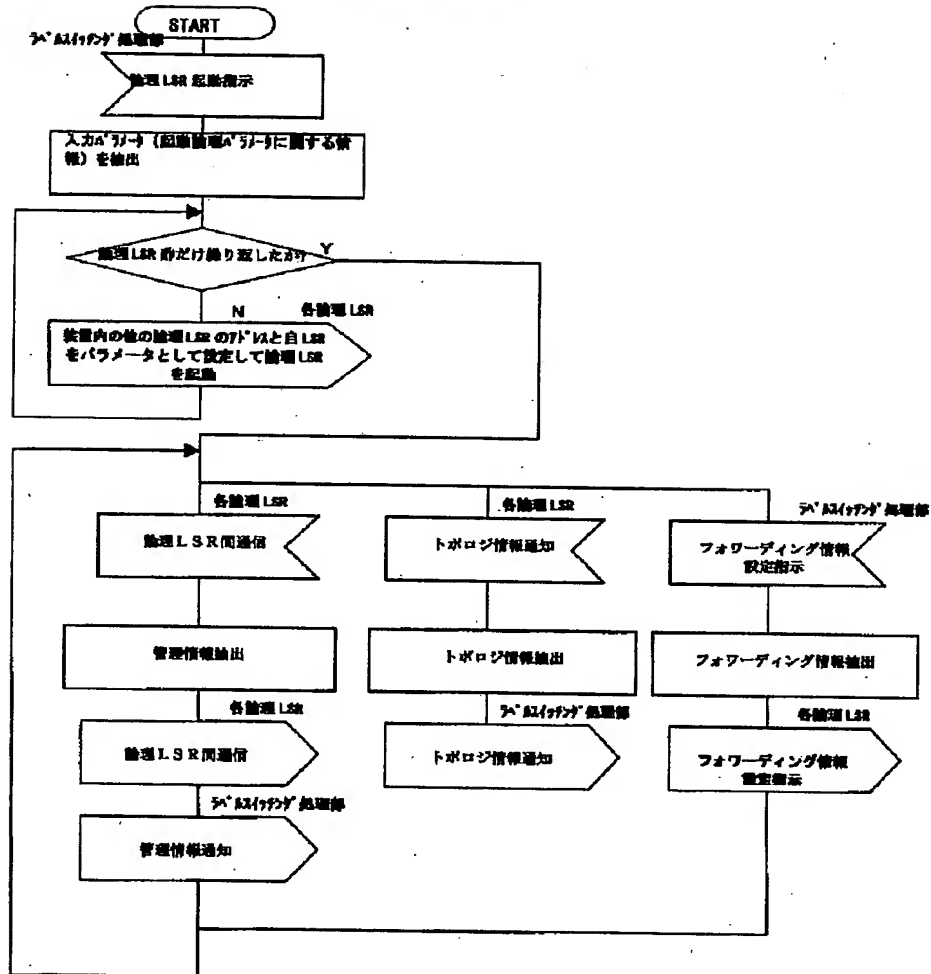 START
ラベルスイッチング処理部
論理LSR起動指示
入力パラメータ（起動論理パラメータに関する情
報）を抽出
論理LSR 許だけ繰り返したか?
Y
N
各論理LSR
装置内の他の論理LSRのアドレスと自LSR
をパラメータとして設定して論理LSR
を起動
各論理LSR
論理LSR間通信
管理情報抽出
各論理LSR
論理LSR間通信
ラベルスイッチング処理部
管理情報通知
各論理LSR
トポロジ情報通知
トポロジ情報抽出
ラベルスイッチング処理部
トポロジ情報通知
ラベルスイッチング処理部
フォワーディング情報
設定指示
フォワーディング情報抽出
各論理LSR
フォワーディング情報
設定指示